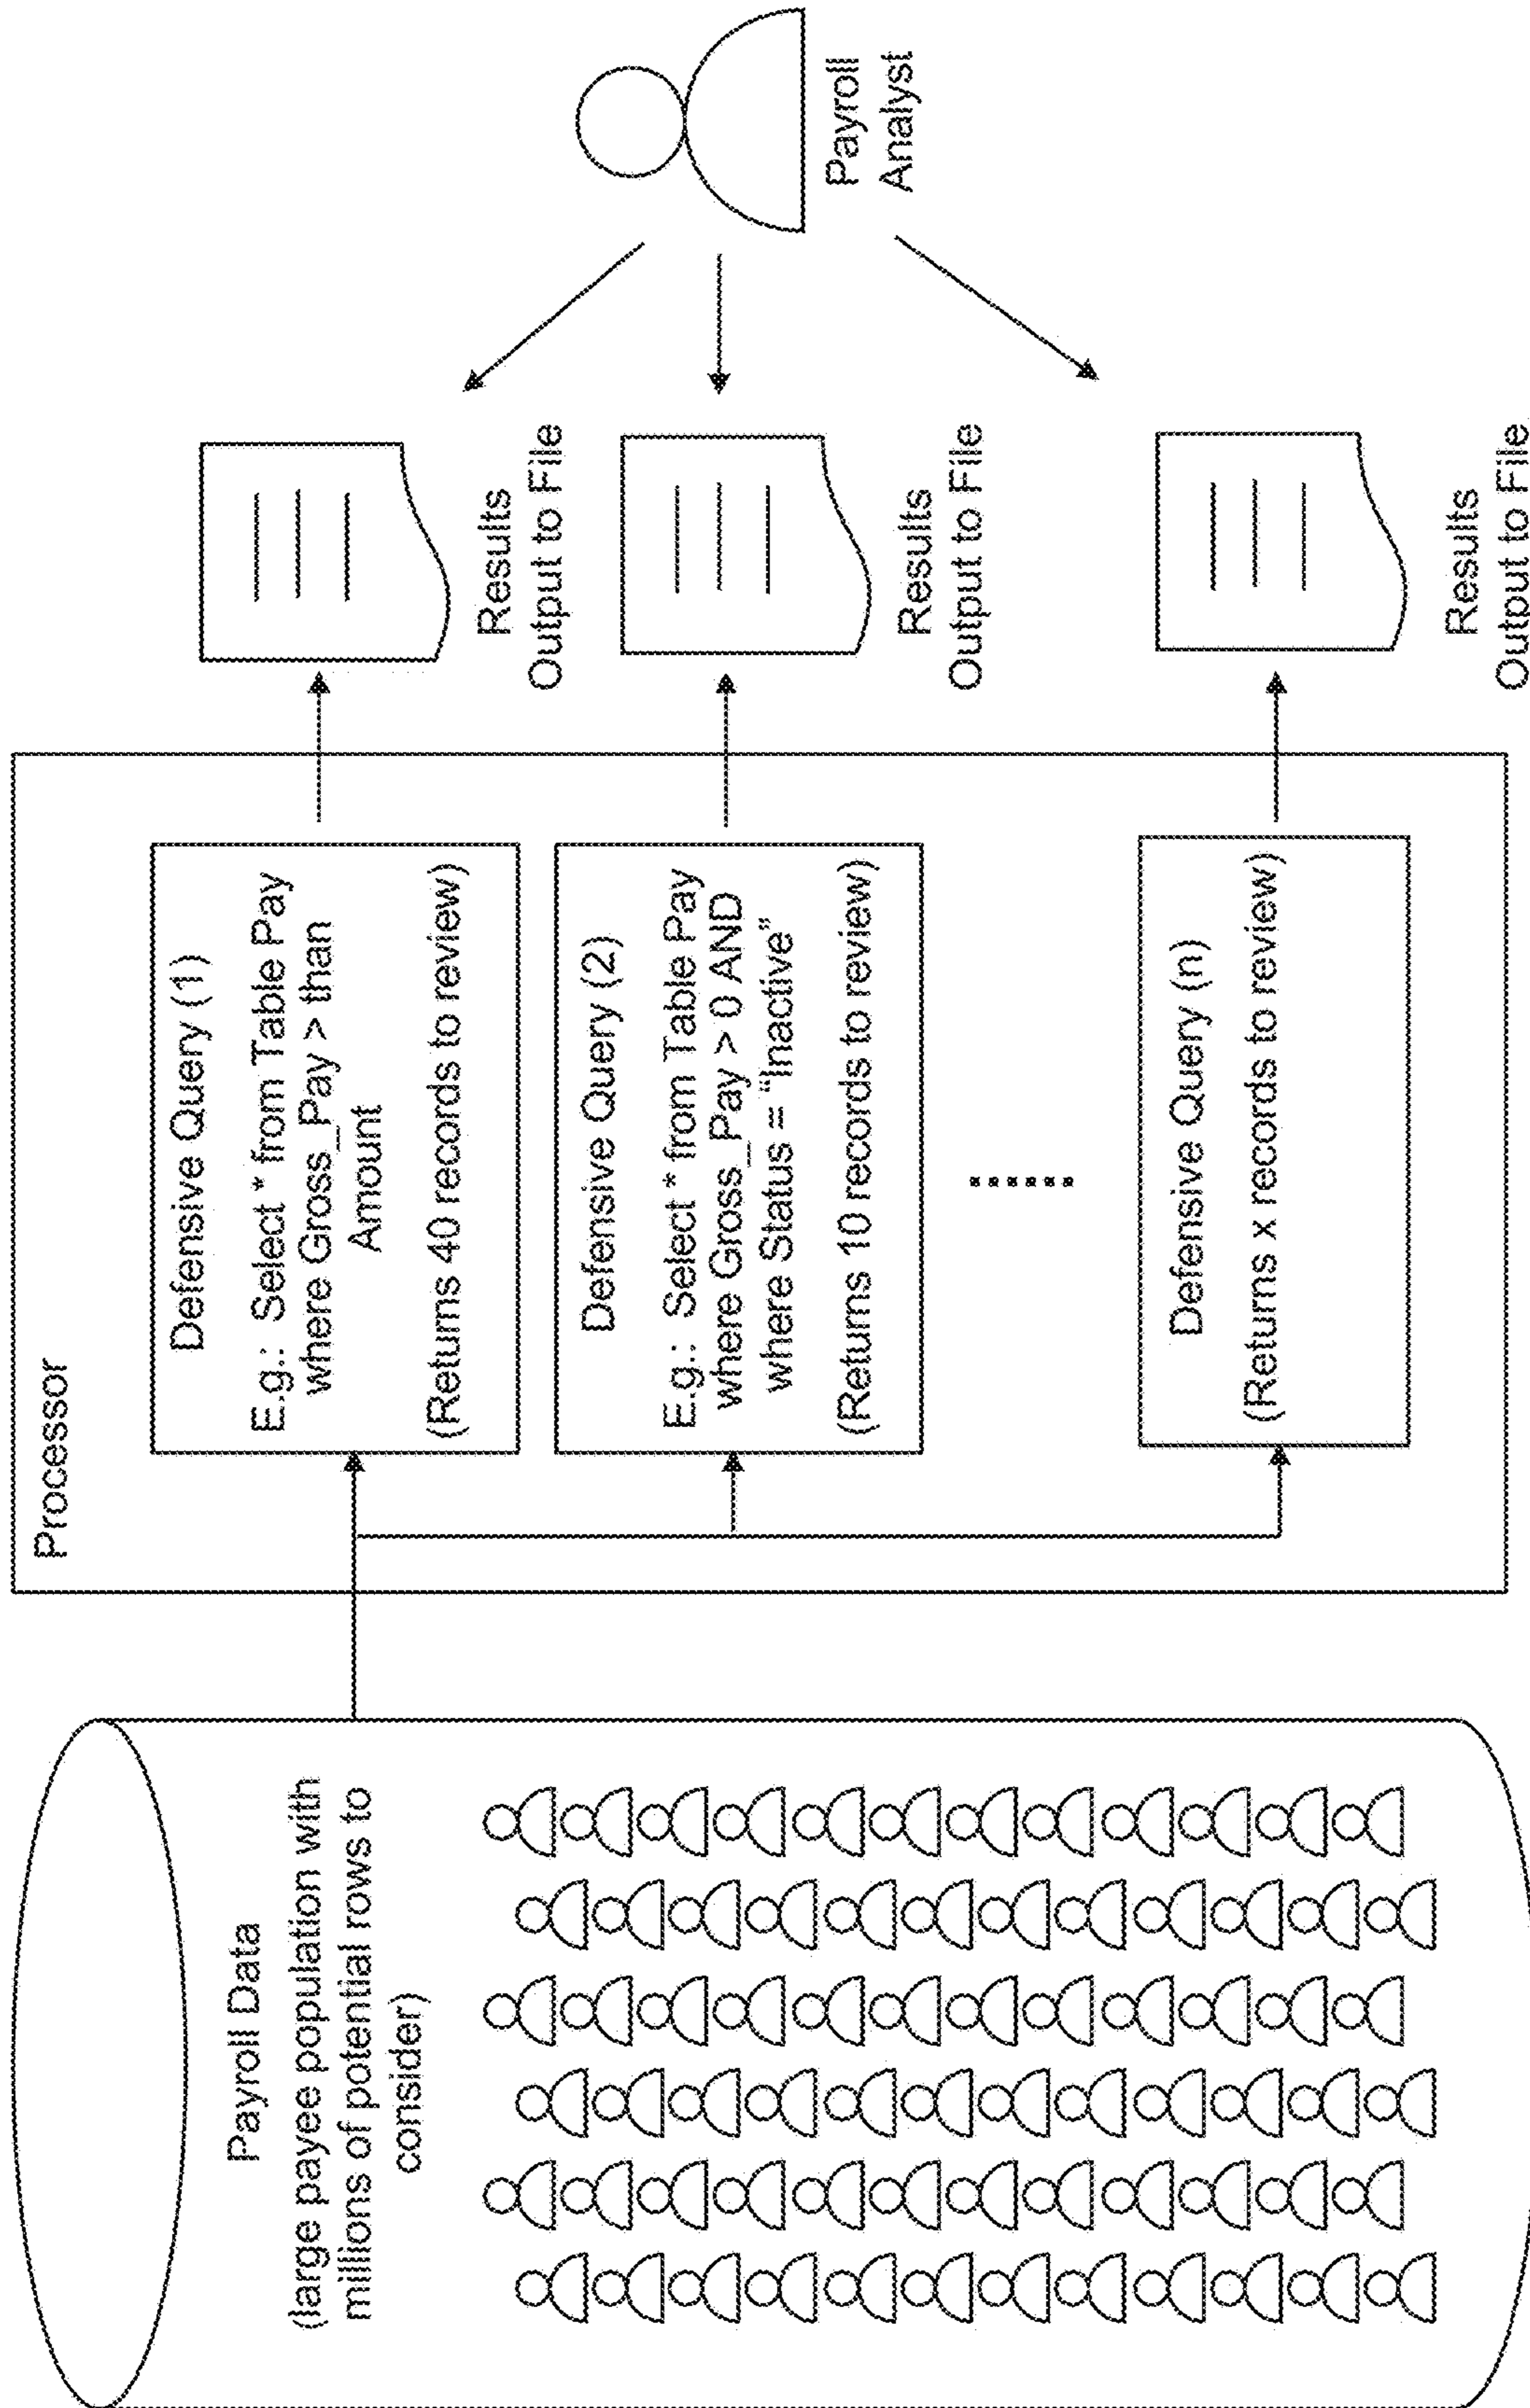 Payroll Data
(large payee population with
millions of potential rows to
consider)
Processor
Defensive Query (1)
E.g.: Select * from Table Pay
where Gross_Pay > than
Amount
(Returns 40 records to review)
Defensive Query (2)
E.g.: Select * from Table Pay
where Gross_Pay > 0 AND
where Status = "Inactive"
(Returns 10 records to review)
Defensive Query (n)
(Returns x records to review)
Results
Output to File
Results
Output to File
Results
Output to File
Payroll
Analyst